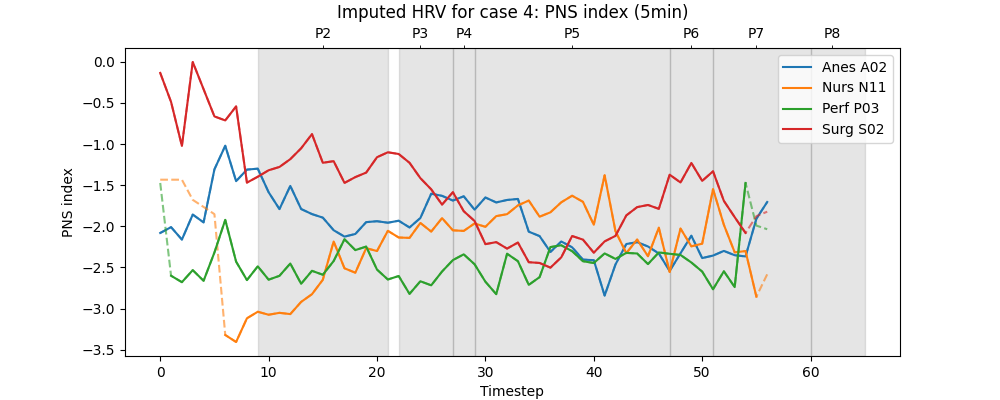 Imputed HRV for case 4: PNS index (5min)
P2 P3 P4 P5 P6 P7 P8
0.0
−0.5
−1.0
−1.5
−2.0
−2.5
−3.0
−3.5
PNS index
Anes A02
Nurs N11
Perf P03
Surg S02
0 10 20 30 40 50 60
Timestep